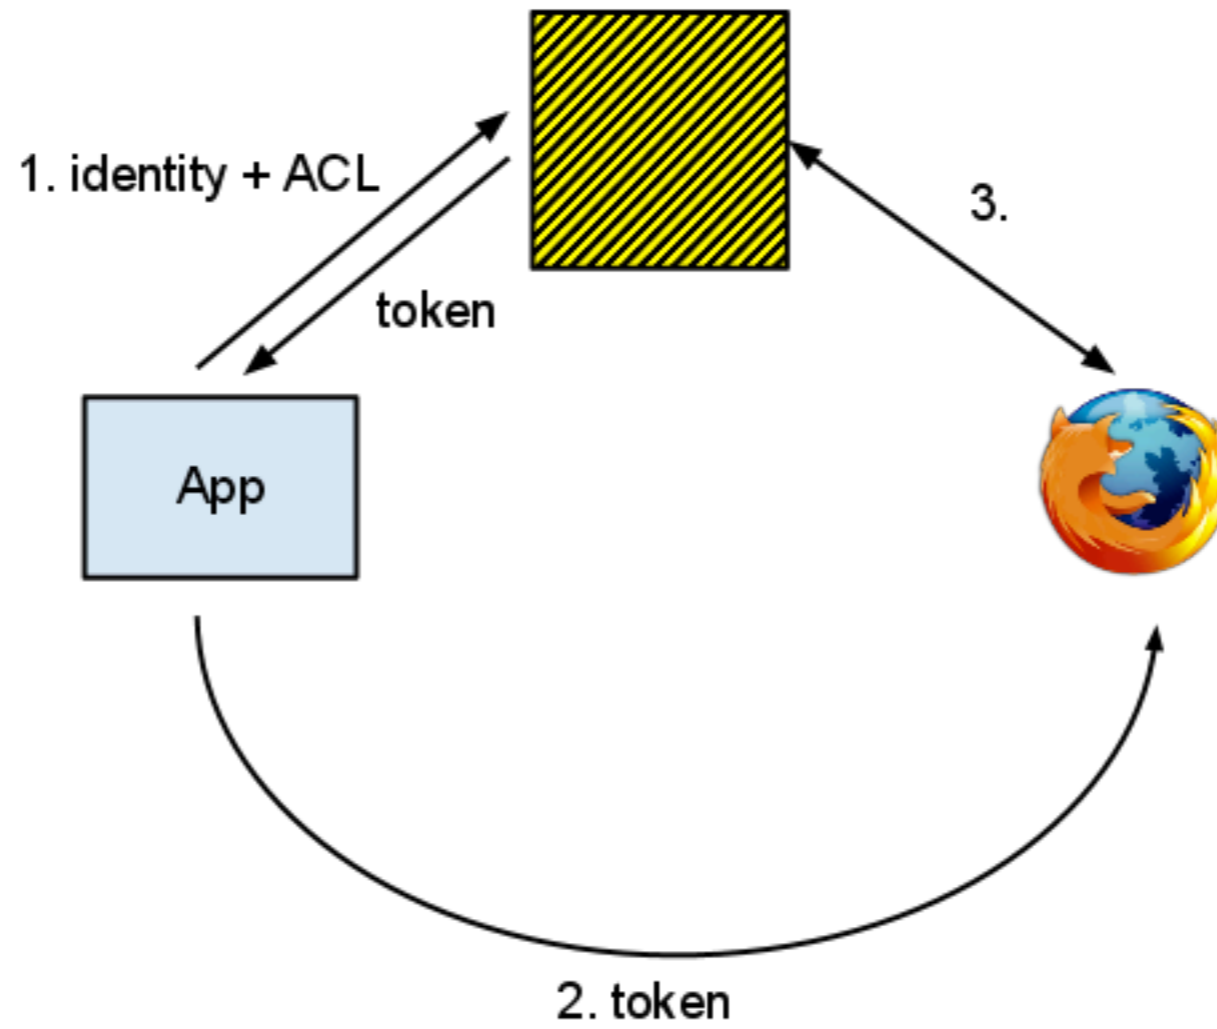 1. identity + ACL
3.
token
App
2. token